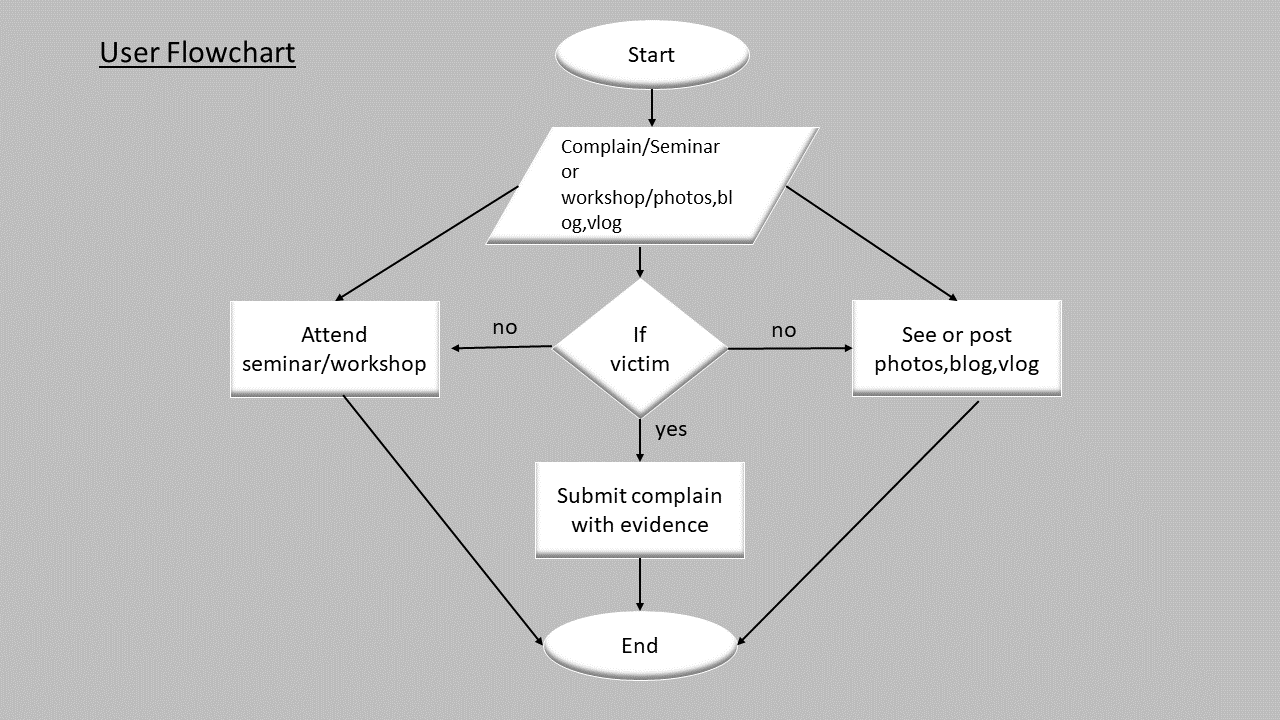 User Flowchart
Start
Complain/Seminar
or
workshop/photos,bl
og,vlog
Attend
seminar/workshop
no
If
victim
no
See or post
photos,blog,vlog
yes
Submit complain
with evidence
End